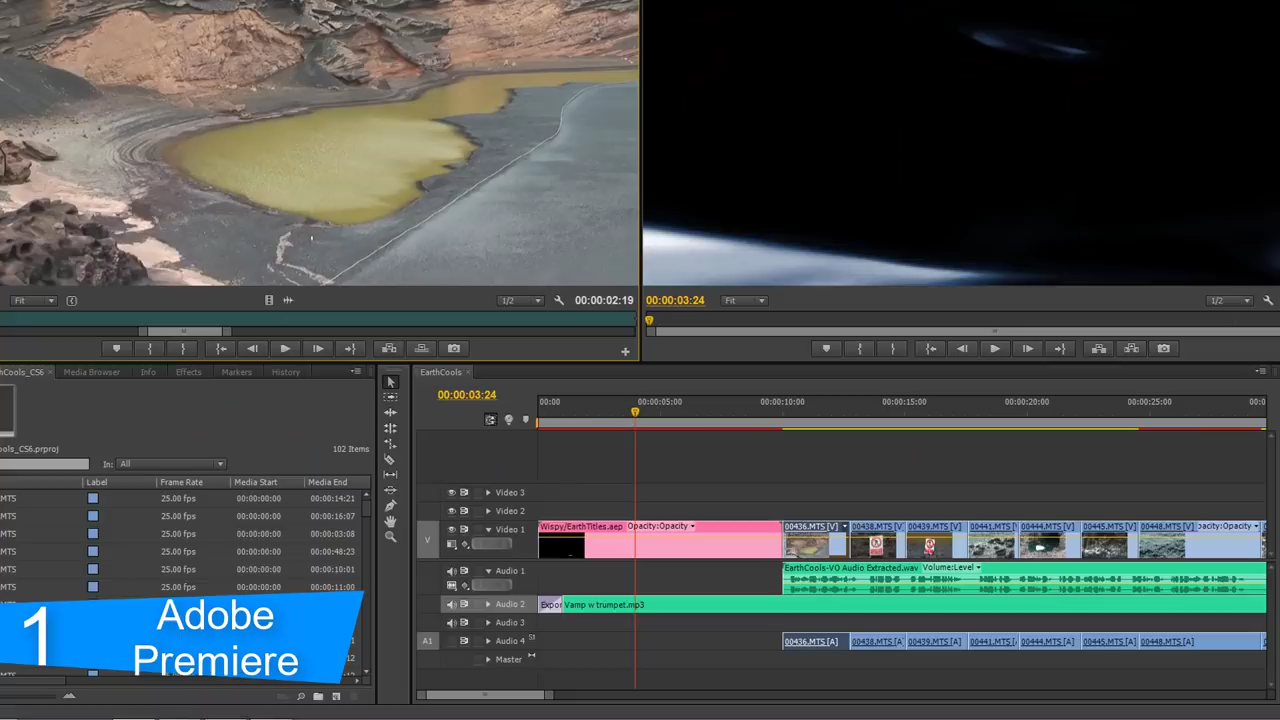 Fit
1/2
00:00:02:19
00:00:03:24
Fit
1/2
hCools_CS6 ×
Media Browser
Info
Effects
Markers
History
EarthCools ×
00:00:03:24
00:00
00:00:05:00
00:00:10:00
00:00:15:00
00:00:20:00
00:00:25:00
00:0
ools_CS6.prproj
102 Items
In: All
Label
Frame Rate
Media Start
Media End
MTS
25.00 fps
00:00:00:00
00:00:14:21
MTS
25.00 fps
00:00:00:00
00:00:16:07
MTS
25.00 fps
00:00:00:00
00:00:03:08
MTS
25.00 fps
00:00:00:00
00:00:48:23
MTS
25.00 fps
00:00:00:00
00:00:10:01
MTS
25.00 fps
00:00:00:00
00:00:11:00
Video 3
Video 2
V
Video 1
Wispy/EarthTitles.aep Opacity:Opacity
00436.MTS [V]
00438.MTS [V]
00439.MTS [V]
00441.MTS [V]
00444.MTS [V]
00445.MTS [V]
00448.MTS [V]
pacity:Opacity
Audio 1
EarthCools-VO Audio Extracted.wav Volume:Level
Audio 2
Expor
Vamp w trumpet.mp3
Audio 3
A1
Audio 4
00436.MTS [A]
00438.MTS [A]
00439.MTS [A]
00441.MTS [A]
00444.MTS [A]
00445.MTS [A]
00448.MTS [A]
Master
1
Adobe
Premiere